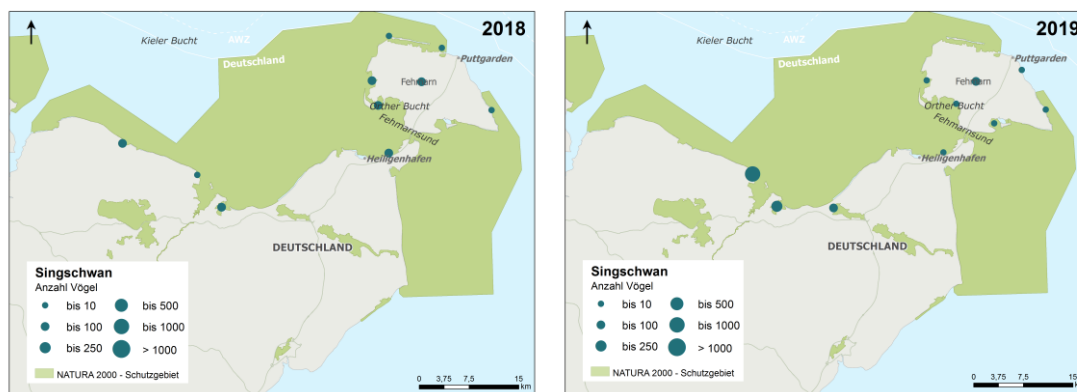 2018
Kieler Bucht
AWZ
Deutschland
Puttgarden
Fehmarn
Orther Bucht
Fehmarnsund
Heiligenhafen
DEUTSCHLAND
Singschwan
Anzahl Vögel
bis 10
bis 500
bis 100
bis 1000
bis 250
> 1000
NATURA 2000 - Schutzgebiet
0 3,75 7,5 15
km
2019
Kieler Bucht
AWZ
Deutschland
Puttgarden
Fehmarn
Orther Bucht
Fehmarnsund
Heiligenhafen
DEUTSCHLAND
Singschwan
Anzahl Vögel
bis 10
bis 500
bis 100
bis 1000
bis 250
> 1000
NATURA 2000 - Schutzgebiet
0 3,75 7,5 15
km